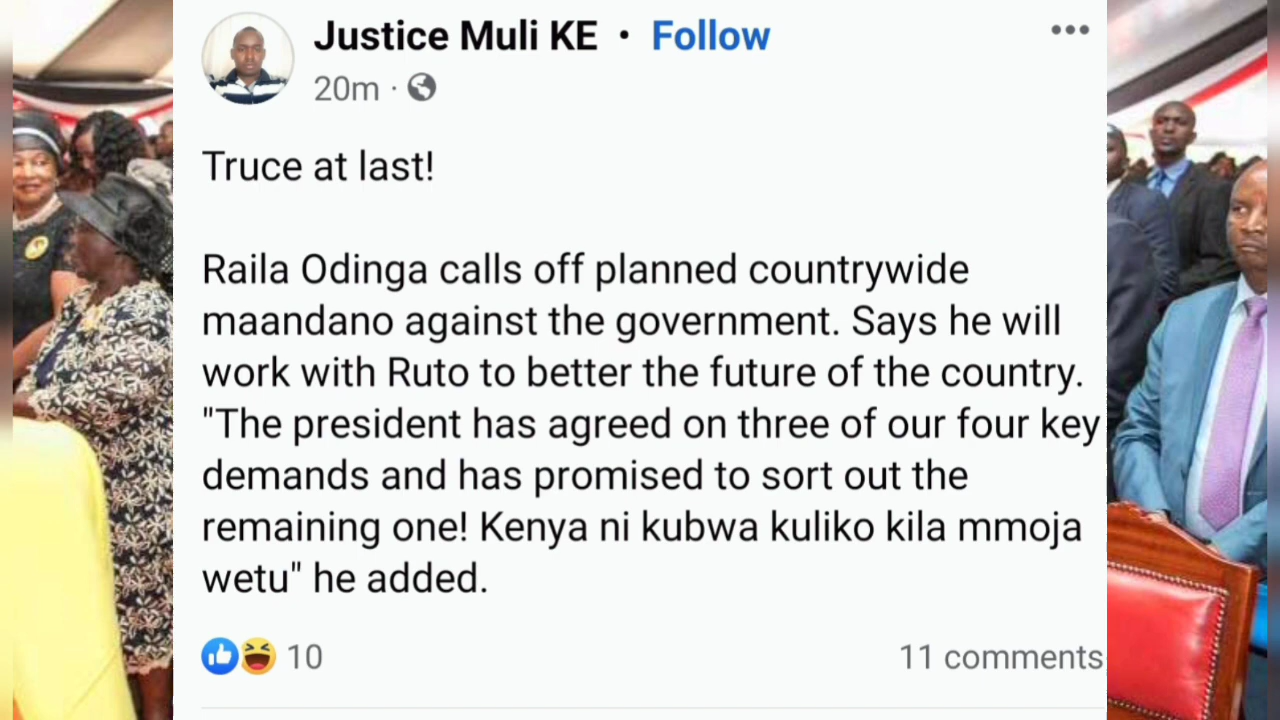 Justice Muli KE • Follow
20m ·
Truce at last!
Raila Odinga calls off planned countrywide
maandano against the government. Says he will
work with Ruto to better the future of the country.
"The president has agreed on three of our four key
demands and has promised to sort out the
remaining one! Kenya ni kubwa kuliko kila mmoja
wetu" he added.
10
11 comments